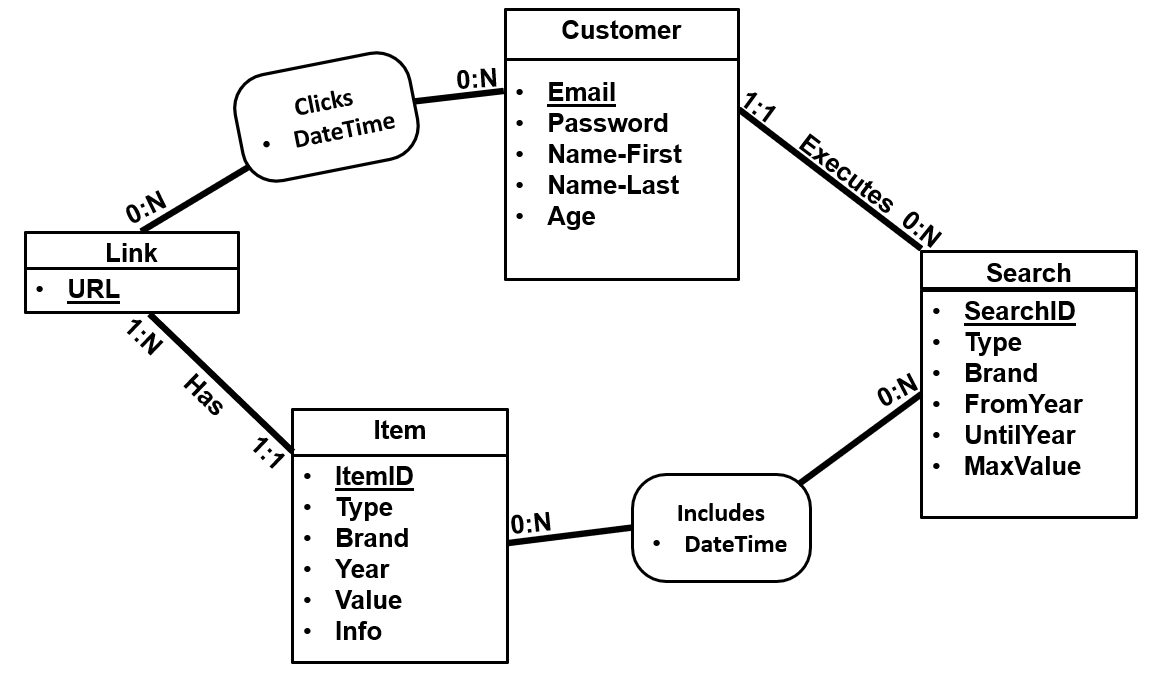 Customer
• Email
• Password
• Name-First
• Name-Last
• Age
Clicks
• DateTime
0:N
0:N
1:1
Executes
0:N
Link
• URL
Search
• SearchID
• Type
• Brand
• FromYear
• UntilYear
• MaxValue
1:N
Has
1:1
Item
• ItemID
• Type
• Brand
• Year
• Value
• Info
0:N
Includes
• DateTime
0:N